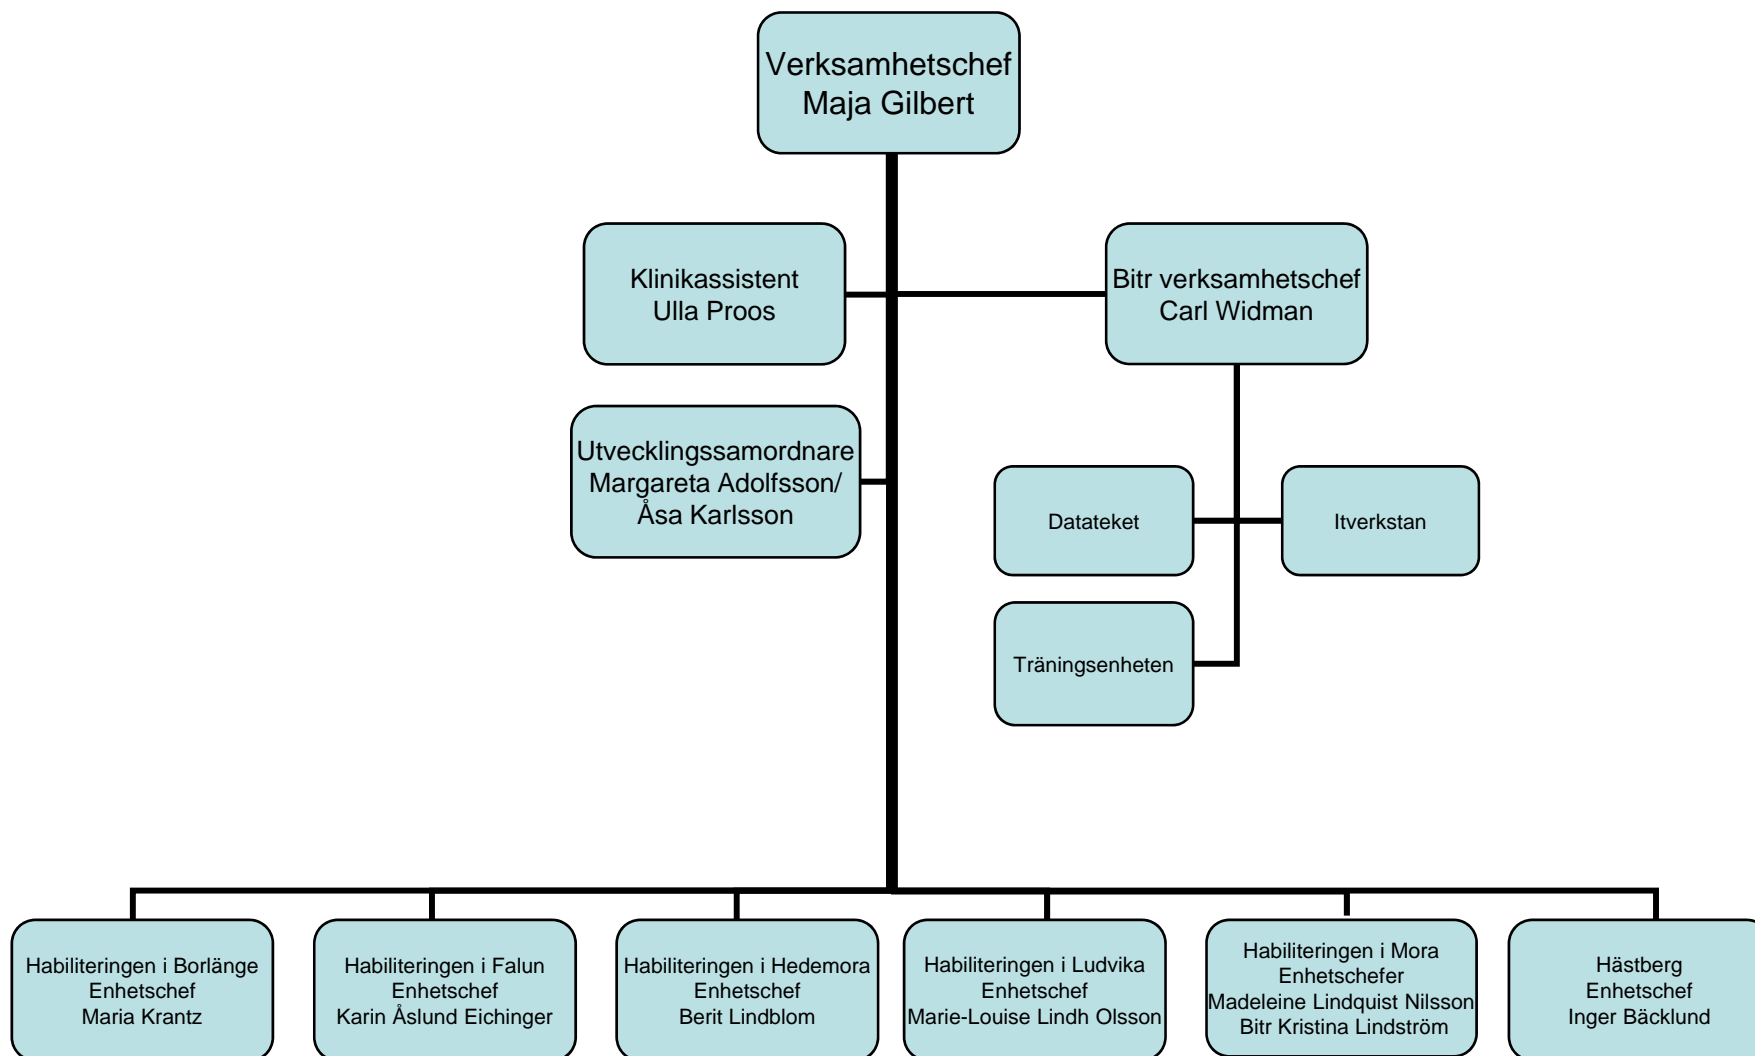 Verksamhetschef
Maja Gilbert
Klinikassistent
Ulla Proos
Bitr verksamhetschef
Carl Widman
Utvecklingssamordnare
Margareta Adolfsson/
Åsa Karlsson
Datateket
Itverkstan
Träningsenheten
Habiliteringen i Borlänge
Enhetschef
Maria Krantz
Habiliteringen i Falun
Enhetschef
Karin Åslund Eichinger
Habiliteringen i Hedemora
Enhetschef
Berit Lindblom
Habiliteringen i Ludvika
Enhetschef
Marie-Louise Lindh Olsson
Habiliteringen i Mora
Enhetschefer
Madeleine Lindquist Nilsson
Bitr Kristina Lindström
Hästberg
Enhetschef
Inger Bäcklund